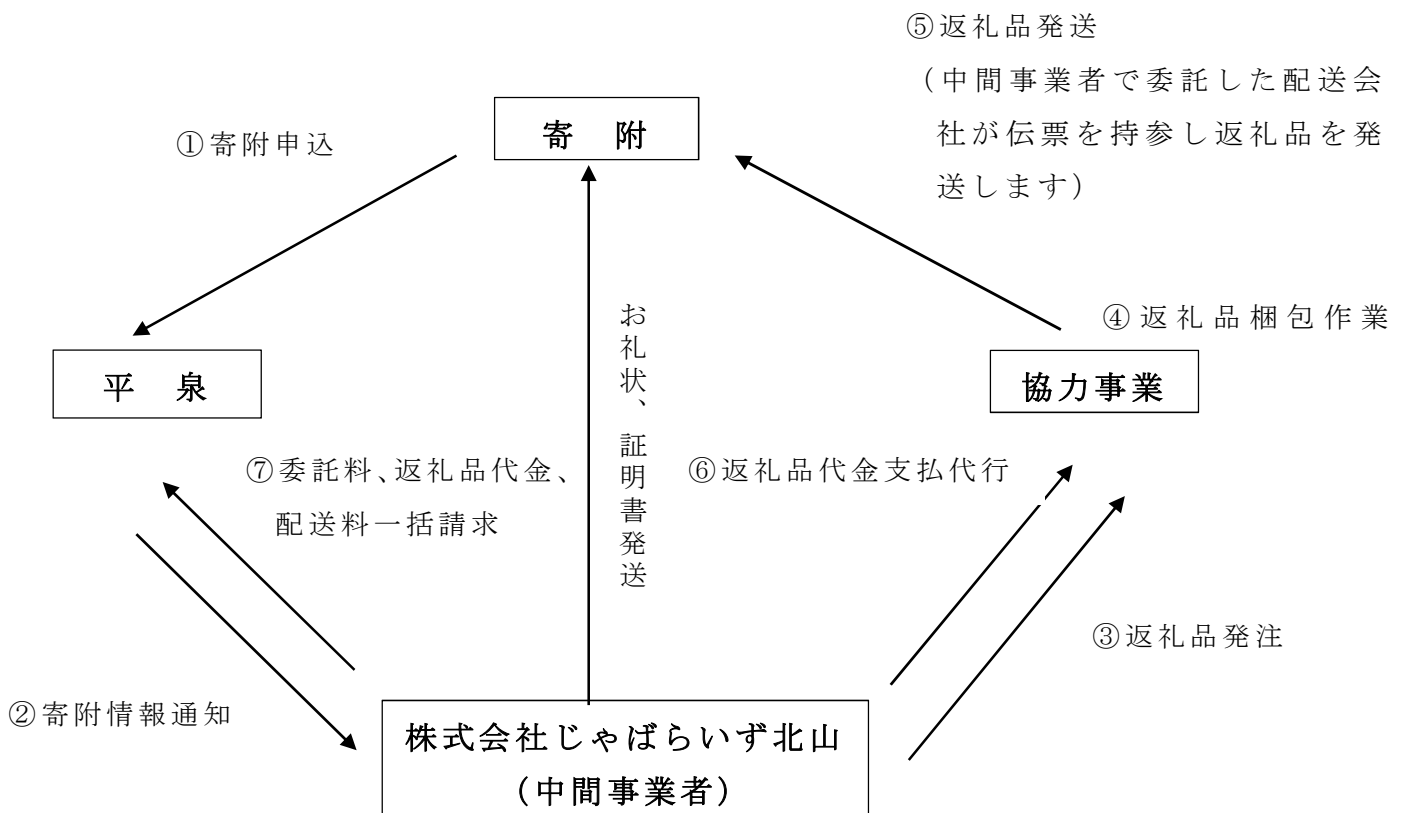 ⑤返礼品発送
(中間事業者で委託した配送会
社が伝票を持参し返礼品を発
送します)
寄 附
①寄附申込
お礼状、証明書発送
④返礼品梱包作業
平 泉
協力事業
⑦委託料、返礼品代金、
配送料一括請求
⑥返礼品代金支払代行
③返礼品発注
②寄附情報通知
株式会社じゃばらいず北山
(中間事業者)